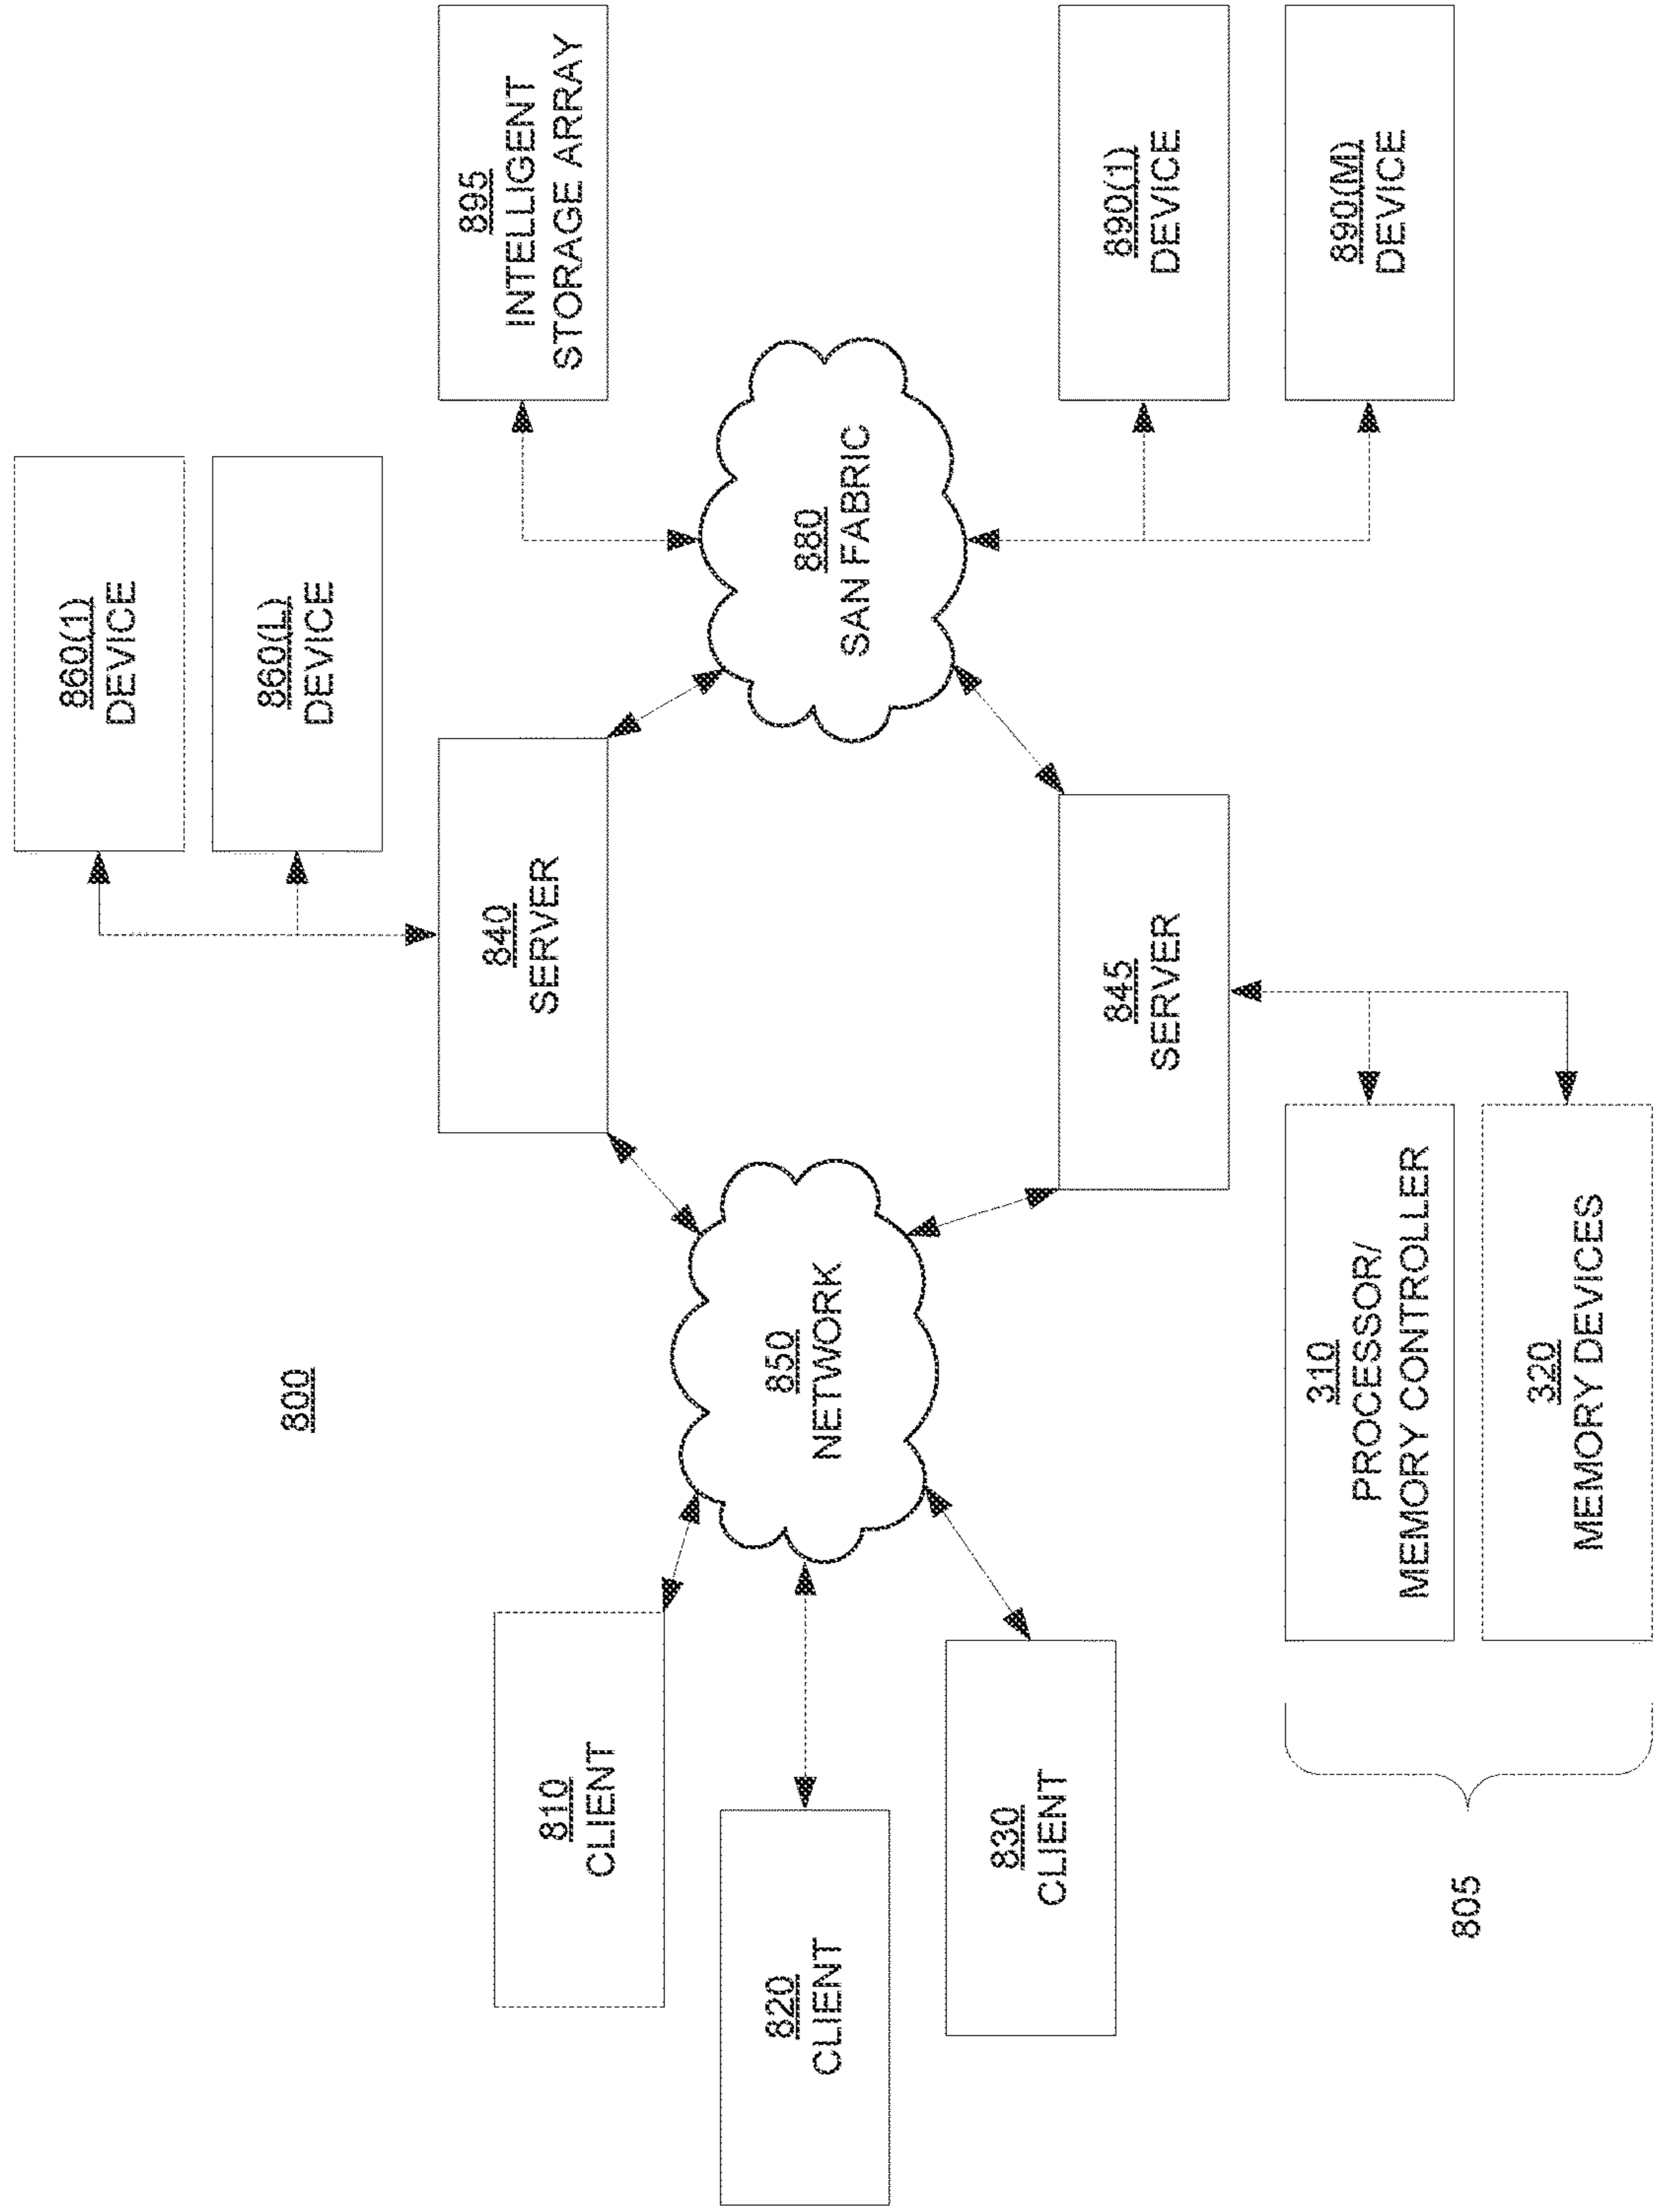 800
860(1)
DEVICE
860(L)
DEVICE
810
CLIENT
840
SERVER
895
INTELLIGENT
STORAGE ARRAY
820
CLIENT
850
NETWORK
880
SAN FABRIC
830
CLIENT
845
SERVER
890(1)
DEVICE
890(M)
DEVICE
310
PROCESSOR/
MEMORY CONTROLLER
805
320
MEMORY DEVICES